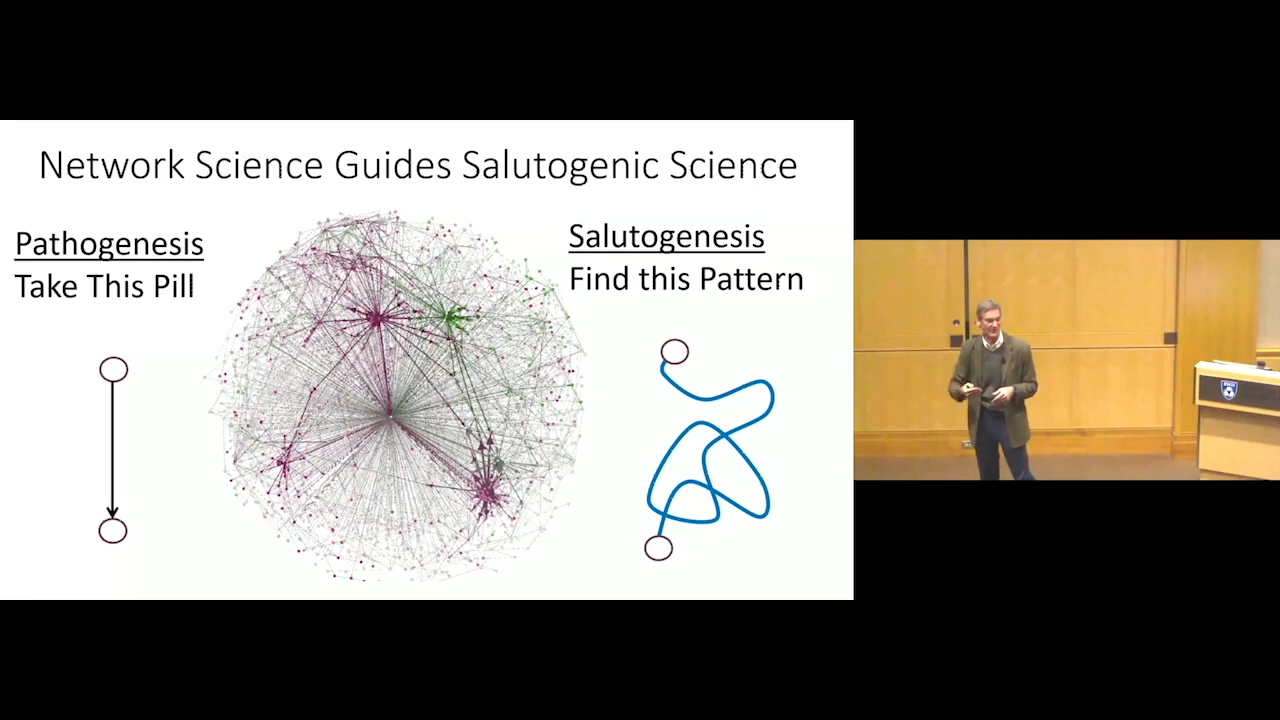 Network Science Guides Salutogenic Science
Pathogenesis
Take This Pill
Salutogenesis
Find this Pattern